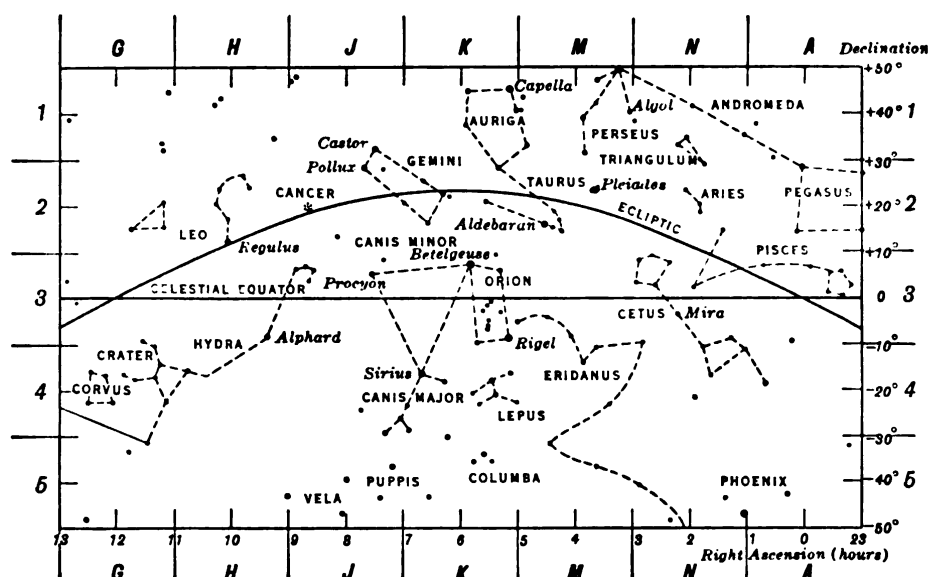 G H J K M N A Declination
+50°
1 Capella 1
AURIGA Algol ANDROMEDA +40°
PERSEUS
Castor TRIANGULUM +30°
Pollux GEMINI
TAURUS Pleiades
CANCER ARIES PEGASUS
2 ECLIPTIC +20° 2
LEO Aldebaran
Regulus CANIS MINOR PISCES +10°
Betelgeuse
Procyon ORION
CELESTIAL EQUATOR
3 0 3
CETUS Mira
HYDRA Alphard Rigel -10°
CRATER
Sirius ERIDANUS
CORVUS CANIS MAJOR -20°
4 LEPUS 4
-30°
PUPPIS COLUMBA PHOENIX -40°
5 VELA 5
-50°
13 12 11 10 9 8 7 6 5 4 3 2 1 0 23
Right Ascension (hours)
G H J K M N A